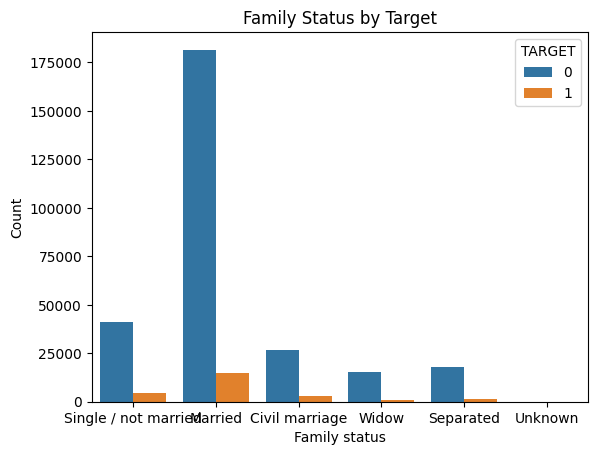 Family Status by Target
TARGET
0
1
175000
150000
125000
100000
75000
50000
25000
0
Count
Single / not married Married Civil marriage Widow Separated Unknown
Family status